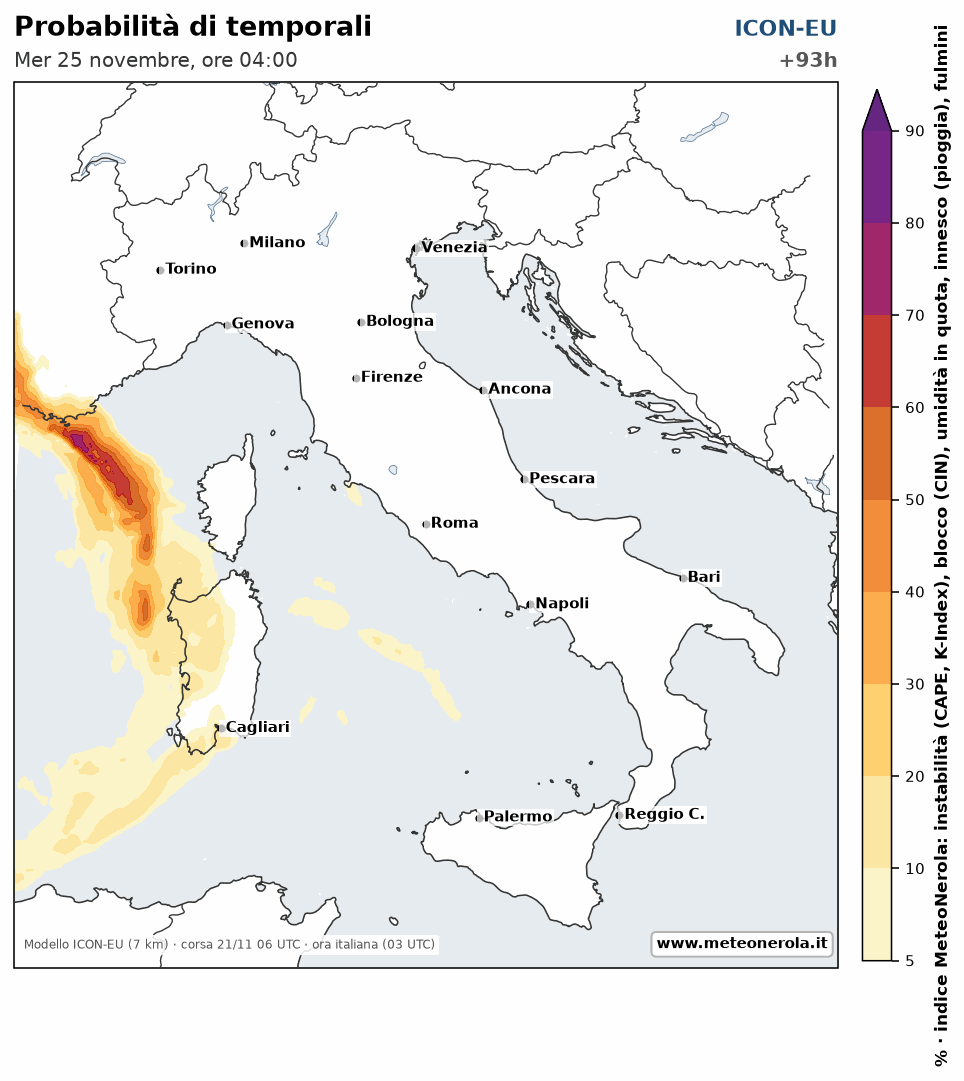 Probabilità di temporali
ICON-EU
Mer 25 novembre, ore 04:00
+93h
Milano
Venezia
Torino
Genova
Bologna
Firenze
Ancona
Pescara
Roma
Bari
Napoli
Cagliari
Palermo
Reggio C.
Modello ICON-EU (7 km) · corsa 21/11 06 UTC · ora italiana (03 UTC)
www.meteonerola.it
90
80
70
60
50
40
30
20
10
5
% · indice MeteoNerola: instabilità (CAPE, K-Index), blocco (CIN), umidità in quota, innesco (pioggia), fulmini